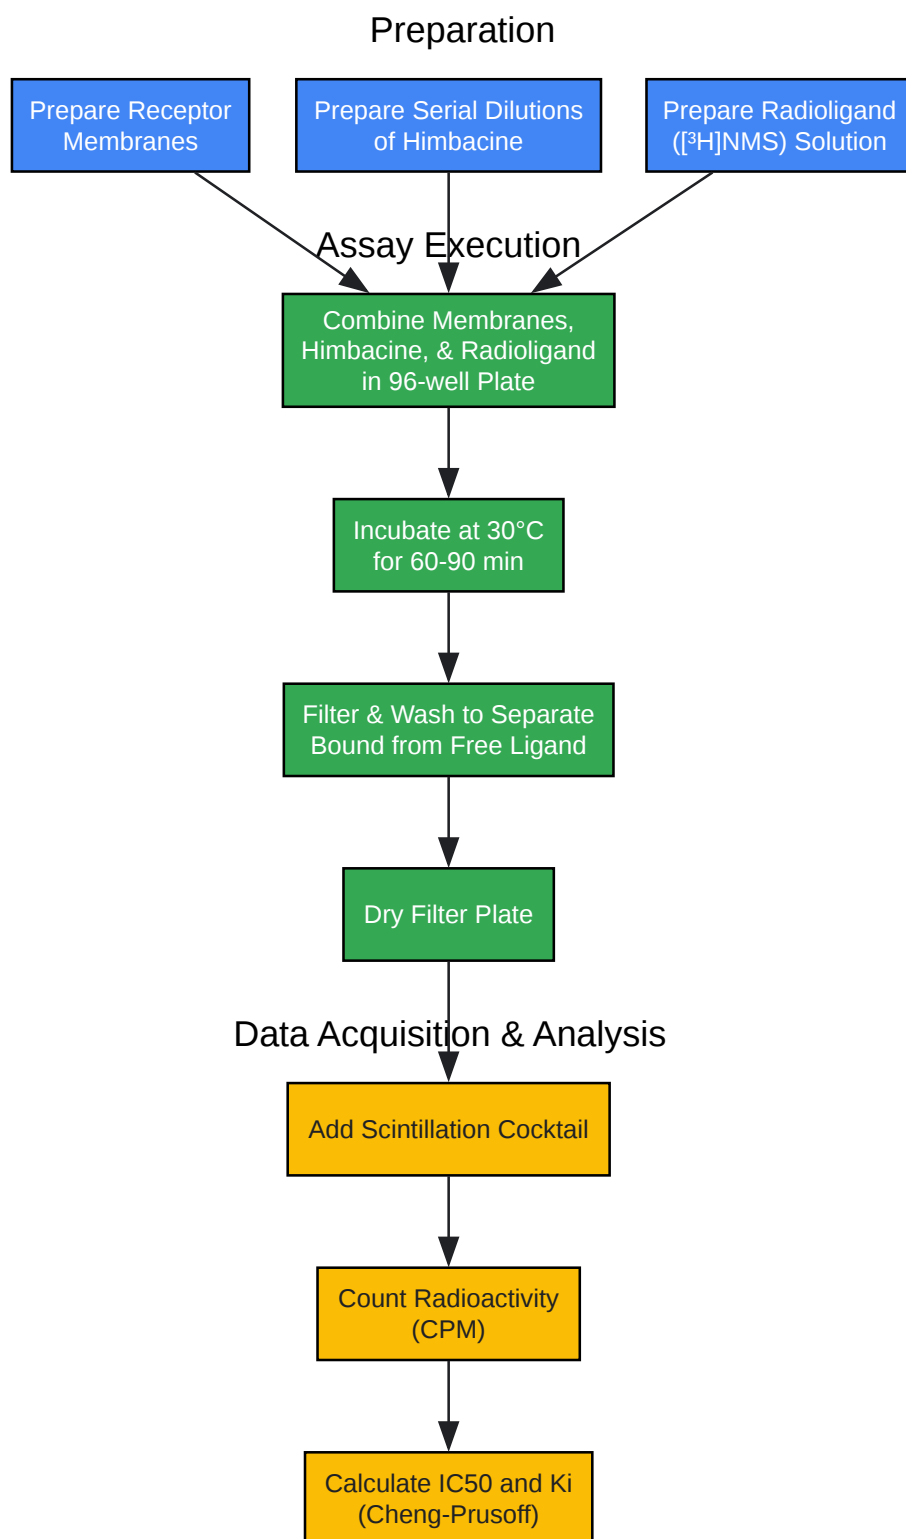 Preparation
Prepare Receptor
Membranes
Prepare Serial Dilutions
of Himbacine
Prepare Radioligand
([³H]NMS) Solution
Assay Execution
Combine Membranes,
Himbacine, & Radioligand
in 96-well Plate
Incubate at 30°C
for 60-90 min
Filter & Wash to Separate
Bound from Free Ligand
Dry Filter Plate
Data Acquisition & Analysis
Add Scintillation Cocktail
Count Radioactivity
(CPM)
Calculate IC50 and Ki
(Cheng-Prusoff)